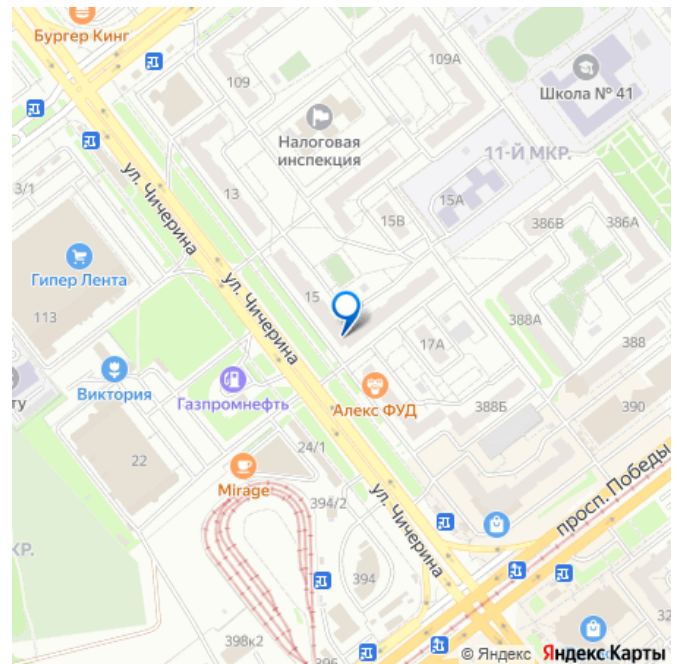 Бургер Кинг
109
109А
Школа № 41
Налоговая
инспекция
11-Й МКР.
ул. Чичерина
3/1
13
15А
15В
386В
386А
Гипер Лента
ул. Чичерина
15
113
388А
17А
388
ту
Виктория
Газпромнефть
Алекс ФУД
388Б
390
22
24/1
Mirage
394/2
ул. Чичерина
просп. Победы
КР.
394
398к2
396
32
© Яндекс Яндекс Карты